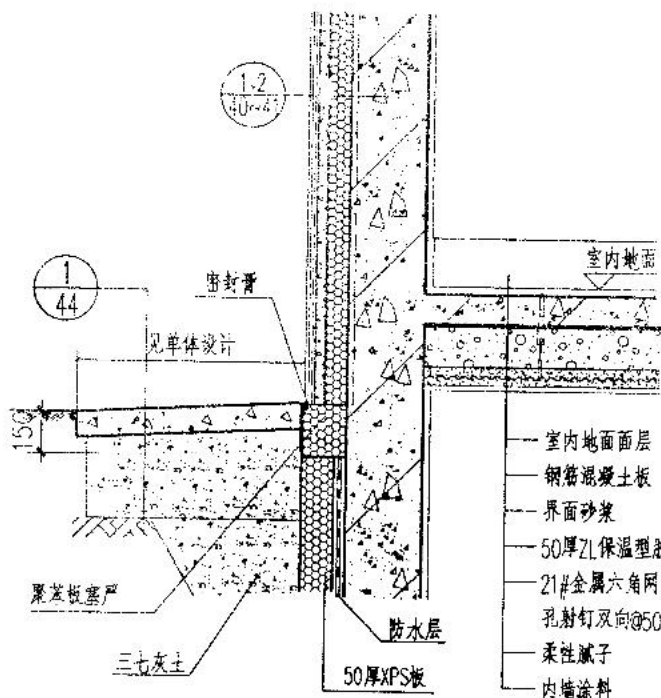 1、2
40~41
室内地面
密封膏
1
44
见单体设计
150
室内地面面层
钢筋混凝土板
界面砂浆
50厚ZL保温型胶
21#金属六角网
孔射钉双向@50
柔性腻子
内墙涂料
聚苯板塞严
三七灰土
防水层
50厚XPS板